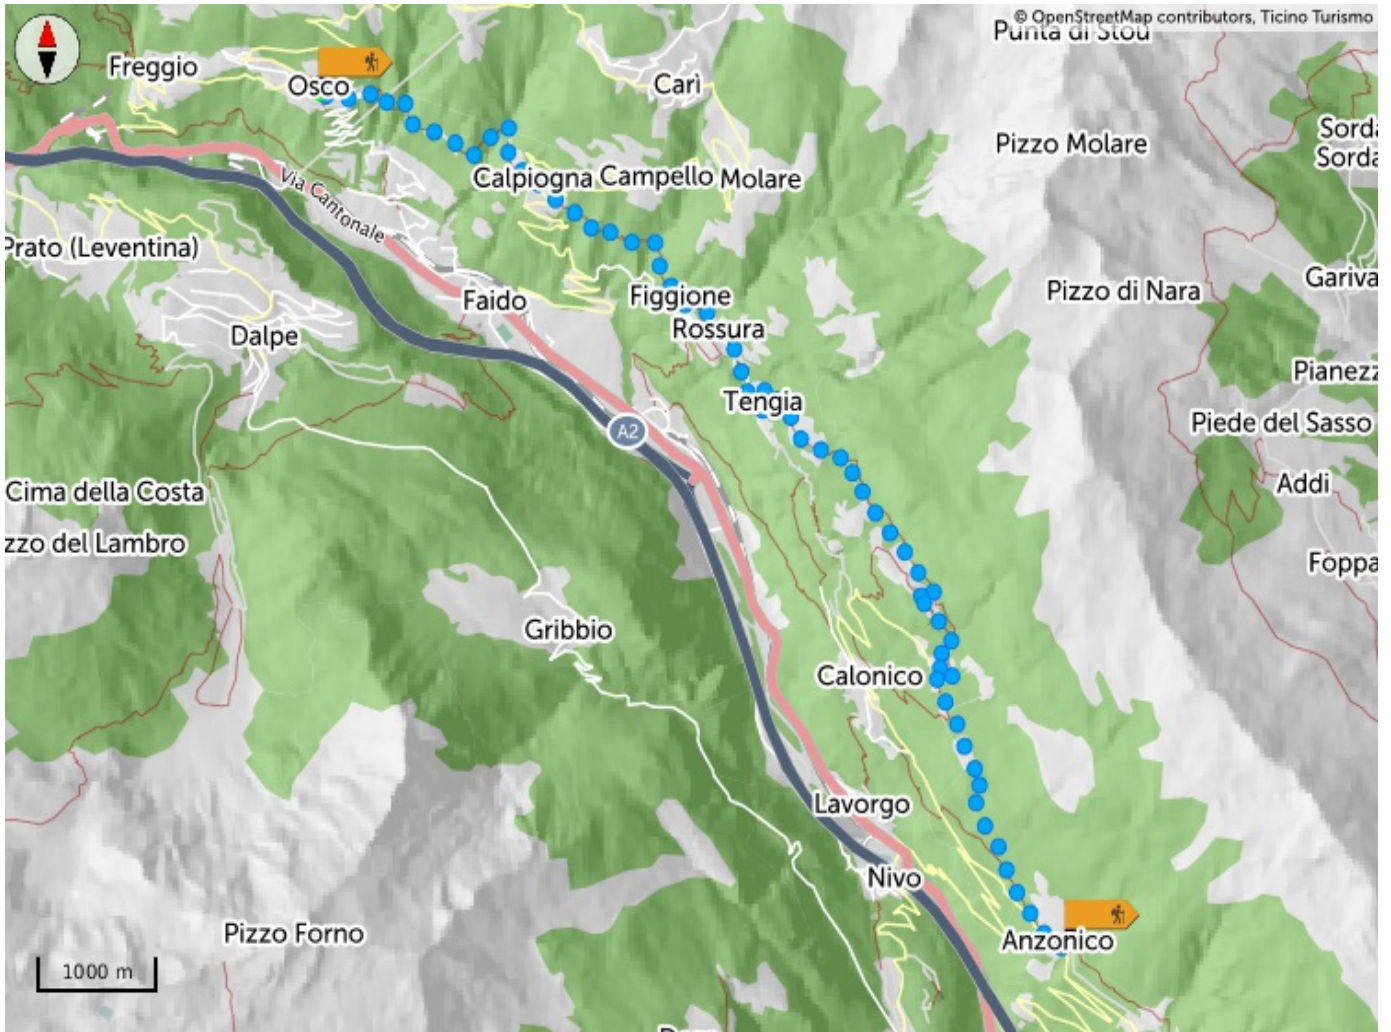 © OpenStreetMap contributors, Ticino Turismo
Punta di Stou
Freggio
Osco
Carì
Sorda
Sorda
Pizzo Molare
Calpiogna
Campello
Molare
Via Cantonale
Prato (Leventina)
Gariva
Pizzo di Nara
Figgione
Faido
Rossura
Dalpe
Pianezz
Tengia
Piede del Sasso
A2
Addi
Cima della Costa
zzo del Lambro
Foppa
Gribbio
Calonico
Lavorgo
Nivo
Pizzo Forno
Anzonico
1000 m